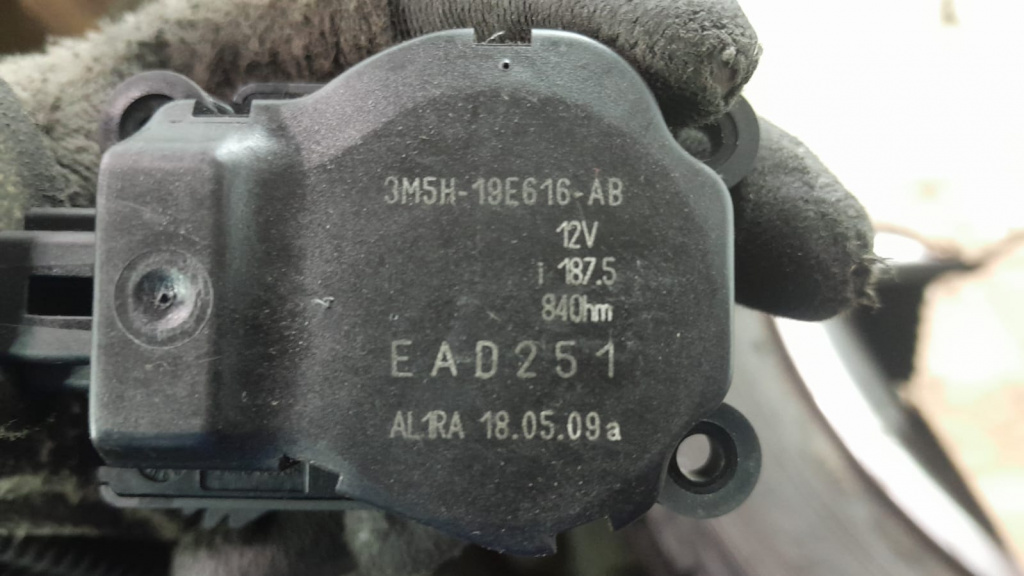 3M5H-19E616-AB
12V
i 187.5
84Ohm
EAD251
AL1RA 18.05.09a